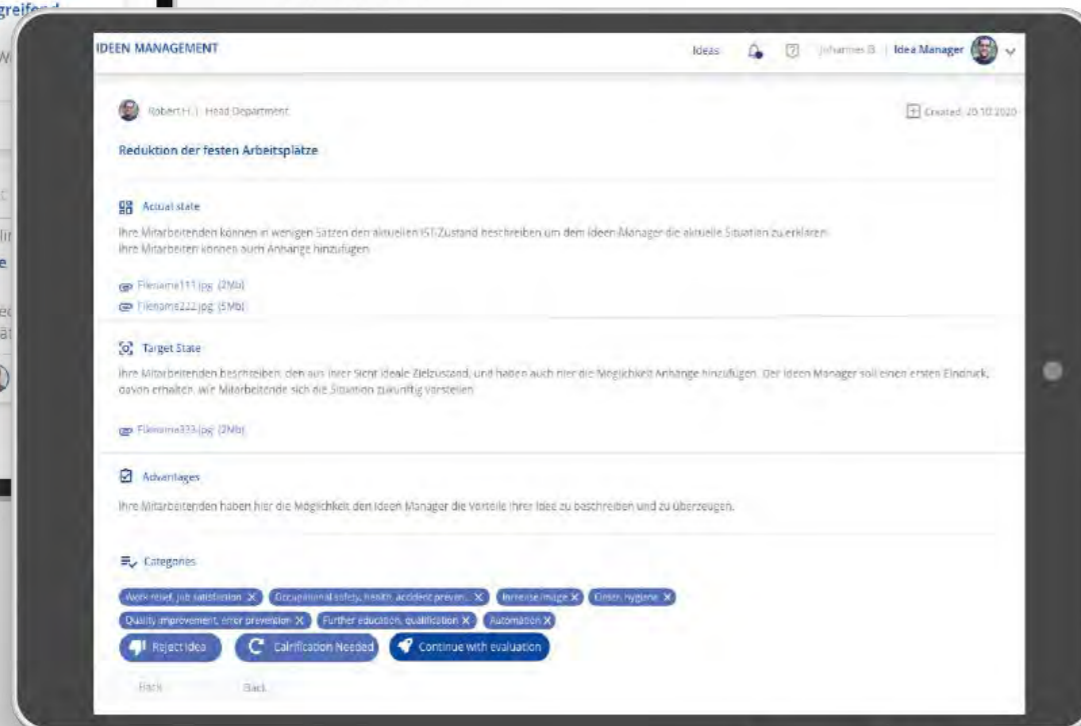 greifend
IDEEN MANAGEMENT
Ideas
Johannes B. | Idea Manager
Robert H. | Head Department
Created, 20.10.2020
Reduktion der festen Arbeitsplätze
Actual state
Ihre Mitarbeitenden können in wenigen Sätzen den aktuellen IST-Zustand beschreiben um dem Ideen Manager die aktuelle Situation zu erklären.
Ihre Mitarbeiten können auch Anhänge hinzufügen
Filename111.jpg (2Mb)
Filename222.jpg (5Mb)
Target State
Ihre Mitarbeitenden beschreiben, den aus ihrer Sicht ideale Zielzustand, und haben auch hier die Möglichkeit Anhänge hinzufügen. Der Ideen Manager soll einen ersten Eindruck,
davon erhalten, wie Mitarbeitende sich die Situation zukünftig vorstellen
Filename333.jpg (2Mb)
Advantages
Ihre Mitarbeitenden haben hier die Möglichkeit den Ideen Manager die Vorteile ihrer Idee zu beschreiben und zu überzeugen.
Categories
Work relief, job satisfaction X Occupational safety, health, accident preven... X Increase image X Order, hygiene X
Quality improvement, error prevention X Further education, qualification X Automation X
Reject Idea Calrification Needed Continue with evaluation
Back Back